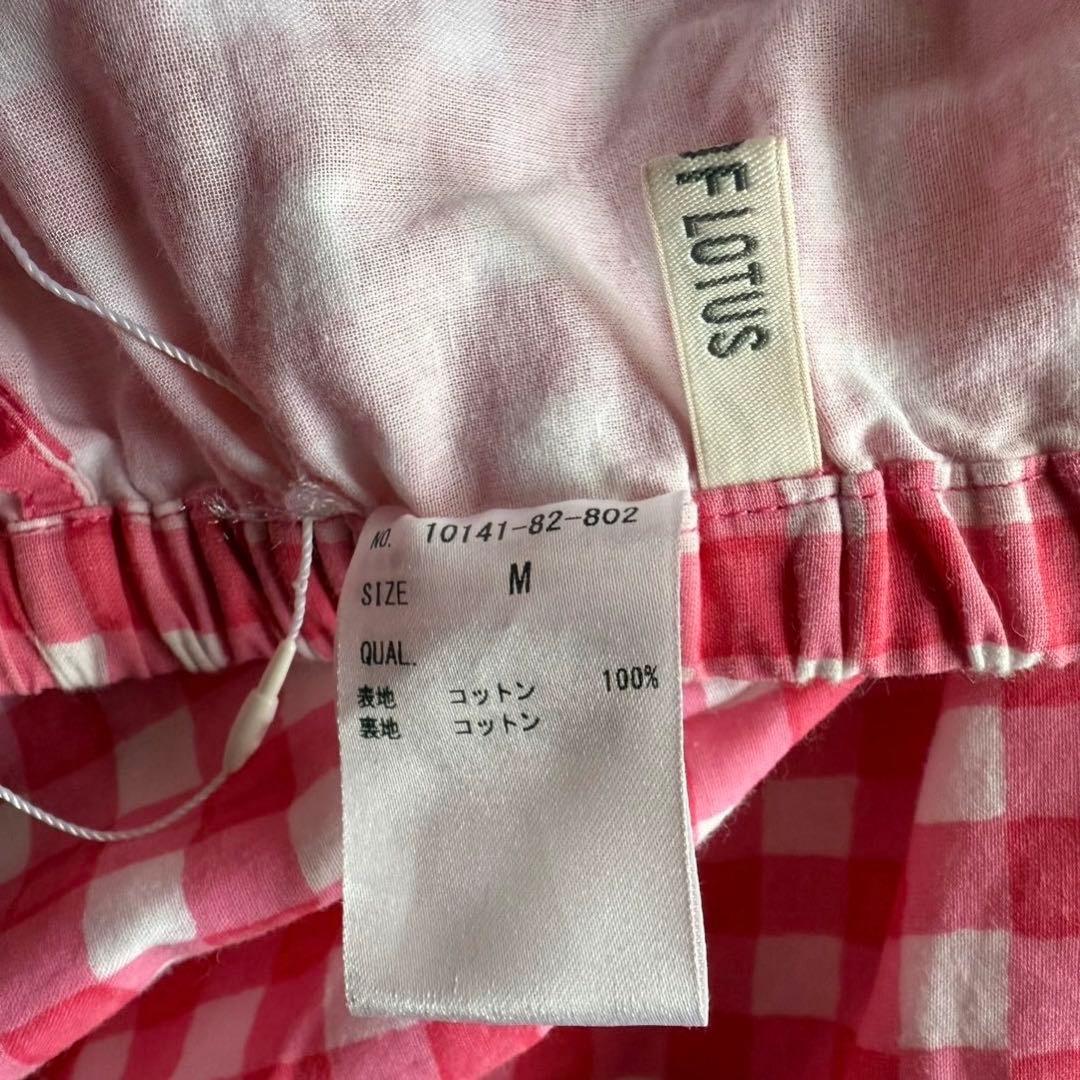 F LOTUS
NO. 10141-82-802
SIZE M
QUAL.
表地 コットン 100%
裏地 コットン